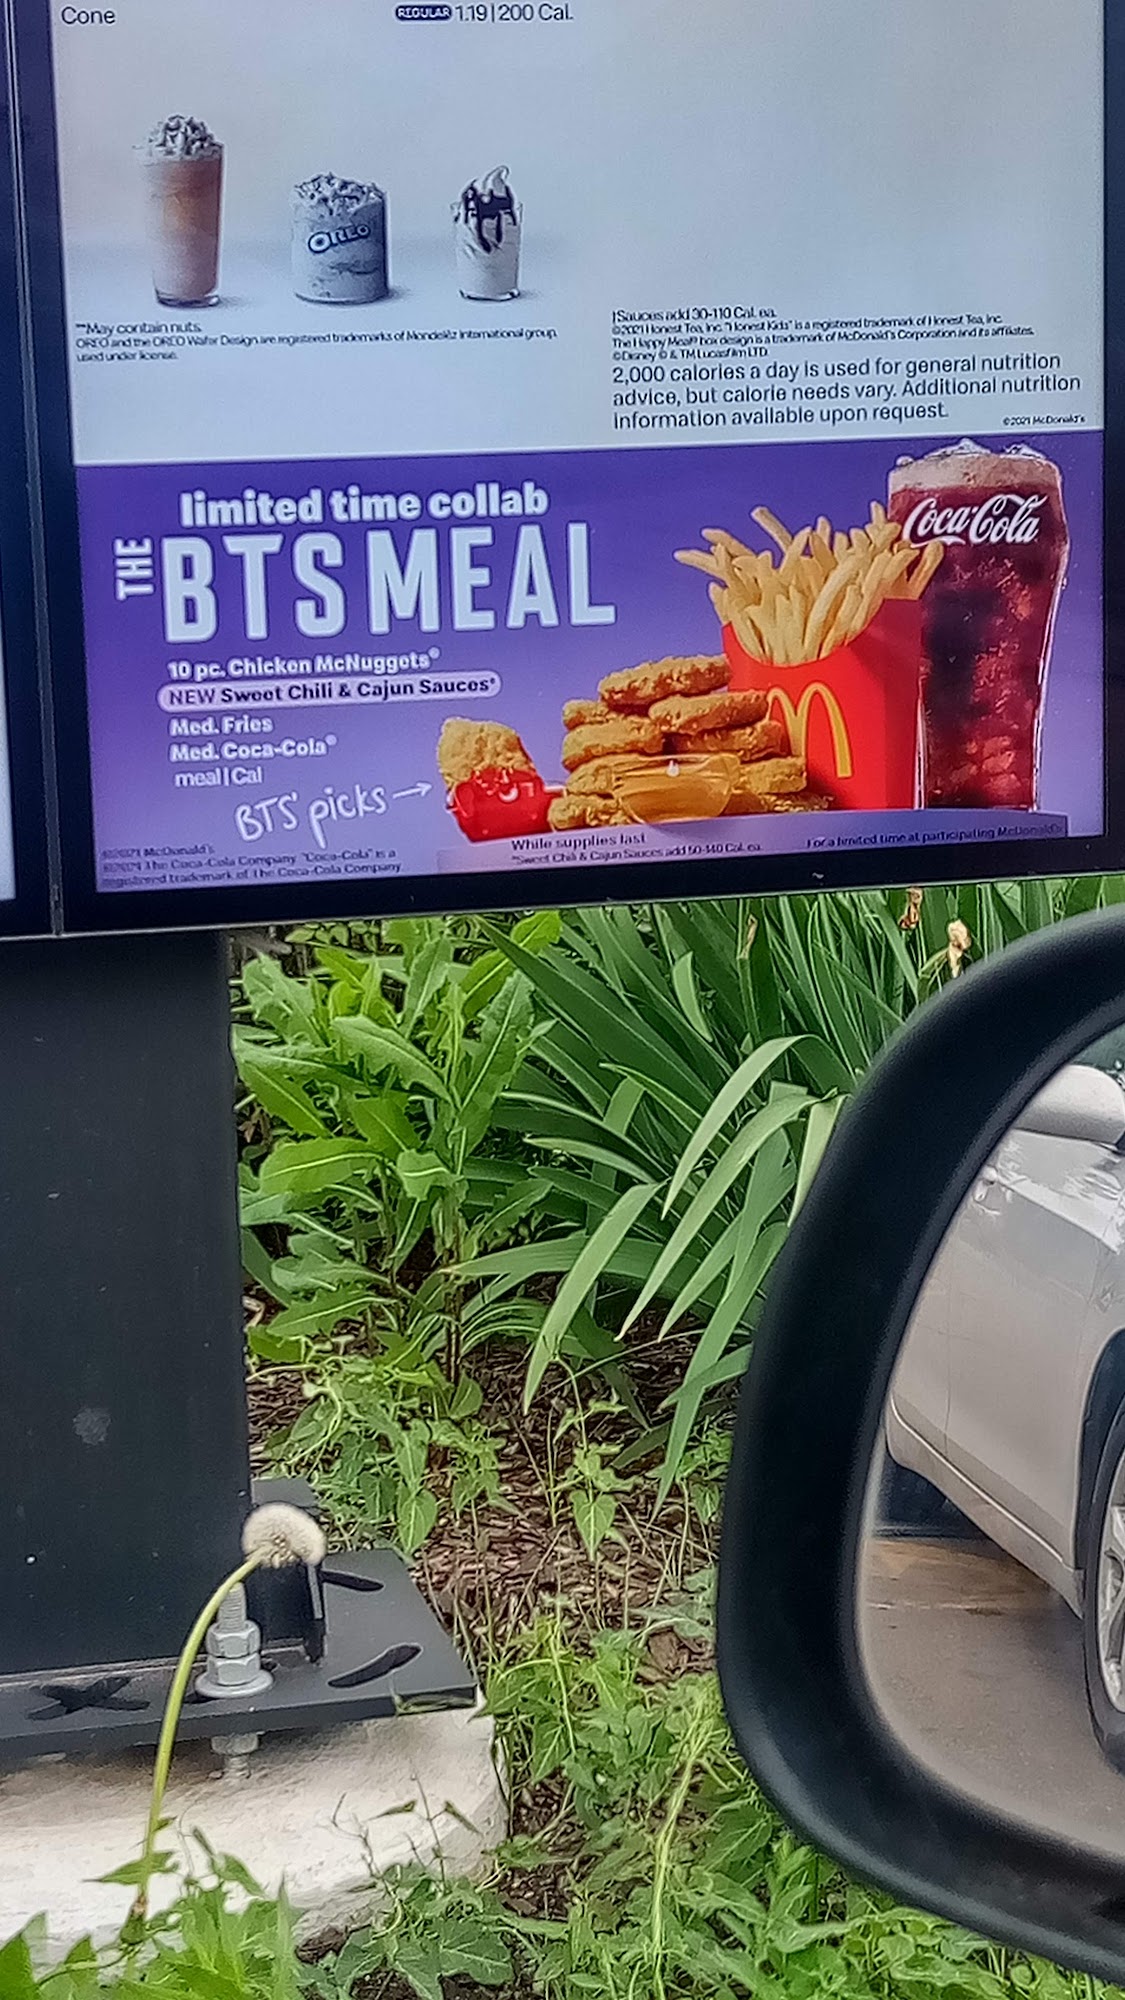 Cone
REGULAR 1.19|200 Cal.
OREO
**May contain nuts.
OREO and the OREO Wafer Design are registered trademarks of Mondelēz International group,
used under license.
†Sauces add 30-110 Cal. ea.
©2021 Honest Tea, Inc. "Honest Kids" is a registered trademark of Honest Tea, Inc.
The Happy Meal® box design is a trademark of McDonald's Corporation and its affiliates.
©Disney © & TM Lucasfilm LTD.
2,000 calories a day is used for general nutrition
advice, but calorie needs vary. Additional nutrition
information available upon request.
©2021 McDonald's
limited time collab
THE
BTS MEAL
10 pc. Chicken McNuggets®
NEW Sweet Chili & Cajun Sauces*
Med. Fries
Med. Coca-Cola®
meal|Cal
BTS' picks →
Coca-Cola
©2021 McDonald's
©2021 The Coca-Cola Company "Coca-Cola" is a
registered trademark of The Coca-Cola Company
While supplies last
*Sweet Chili & Cajun Sauces add 50-140 Cal. ea.
For a limited time at participating McDonald's